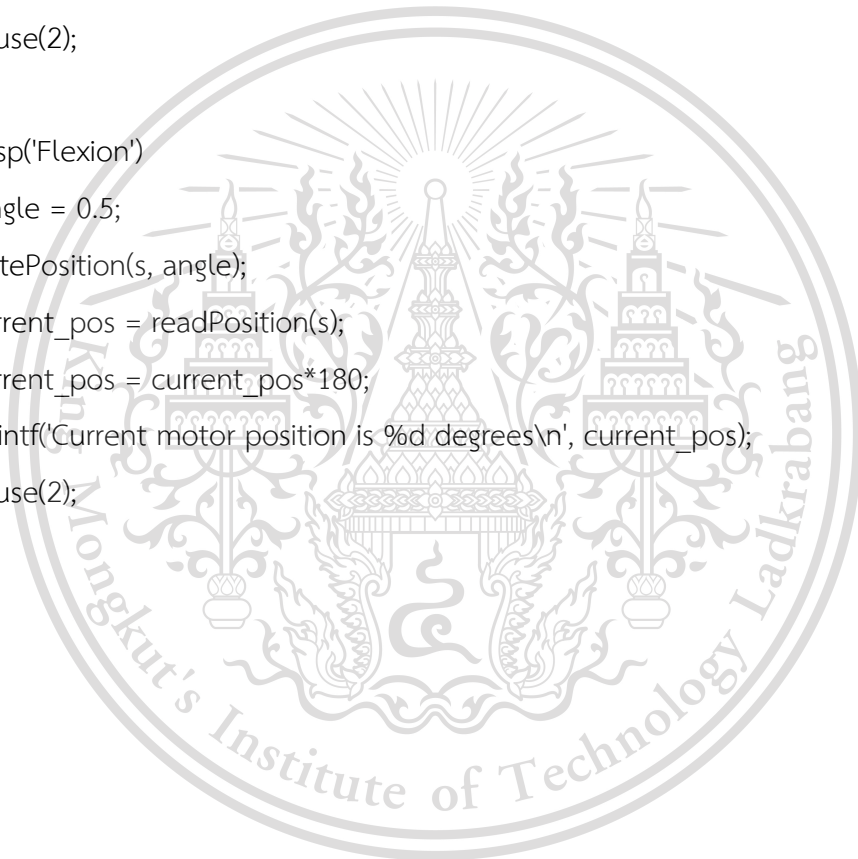 use(2);
sp('Flexion')
gle = 0.5;
tePosition(s, angle);
rrent_pos = readPosition(s);
rrent_pos = current_pos*180;
intf('Current motor position is %d degrees\n', current_pos);
use(2);
King Mongkut's Institute of Technology Ladkrabang